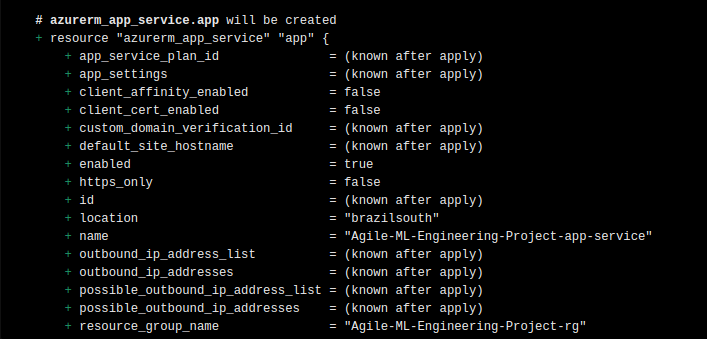 # azurerm_app_service.app will be created
+ resource "azurerm_app_service" "app" {
+ app_service_plan_id = (known after apply)
+ app_settings = (known after apply)
+ client_affinity_enabled = false
+ client_cert_enabled = false
+ custom_domain_verification_id = (known after apply)
+ default_site_hostname = (known after apply)
+ enabled = true
+ https_only = false
+ id = (known after apply)
+ location = "brazilsouth"
+ name = "Agile-ML-Engineering-Project-app-service"
+ outbound_ip_address_list = (known after apply)
+ outbound_ip_addresses = (known after apply)
+ possible_outbound_ip_address_list = (known after apply)
+ possible_outbound_ip_addresses = (known after apply)
+ resource_group_name = "Agile-ML-Engineering-Project-rg"